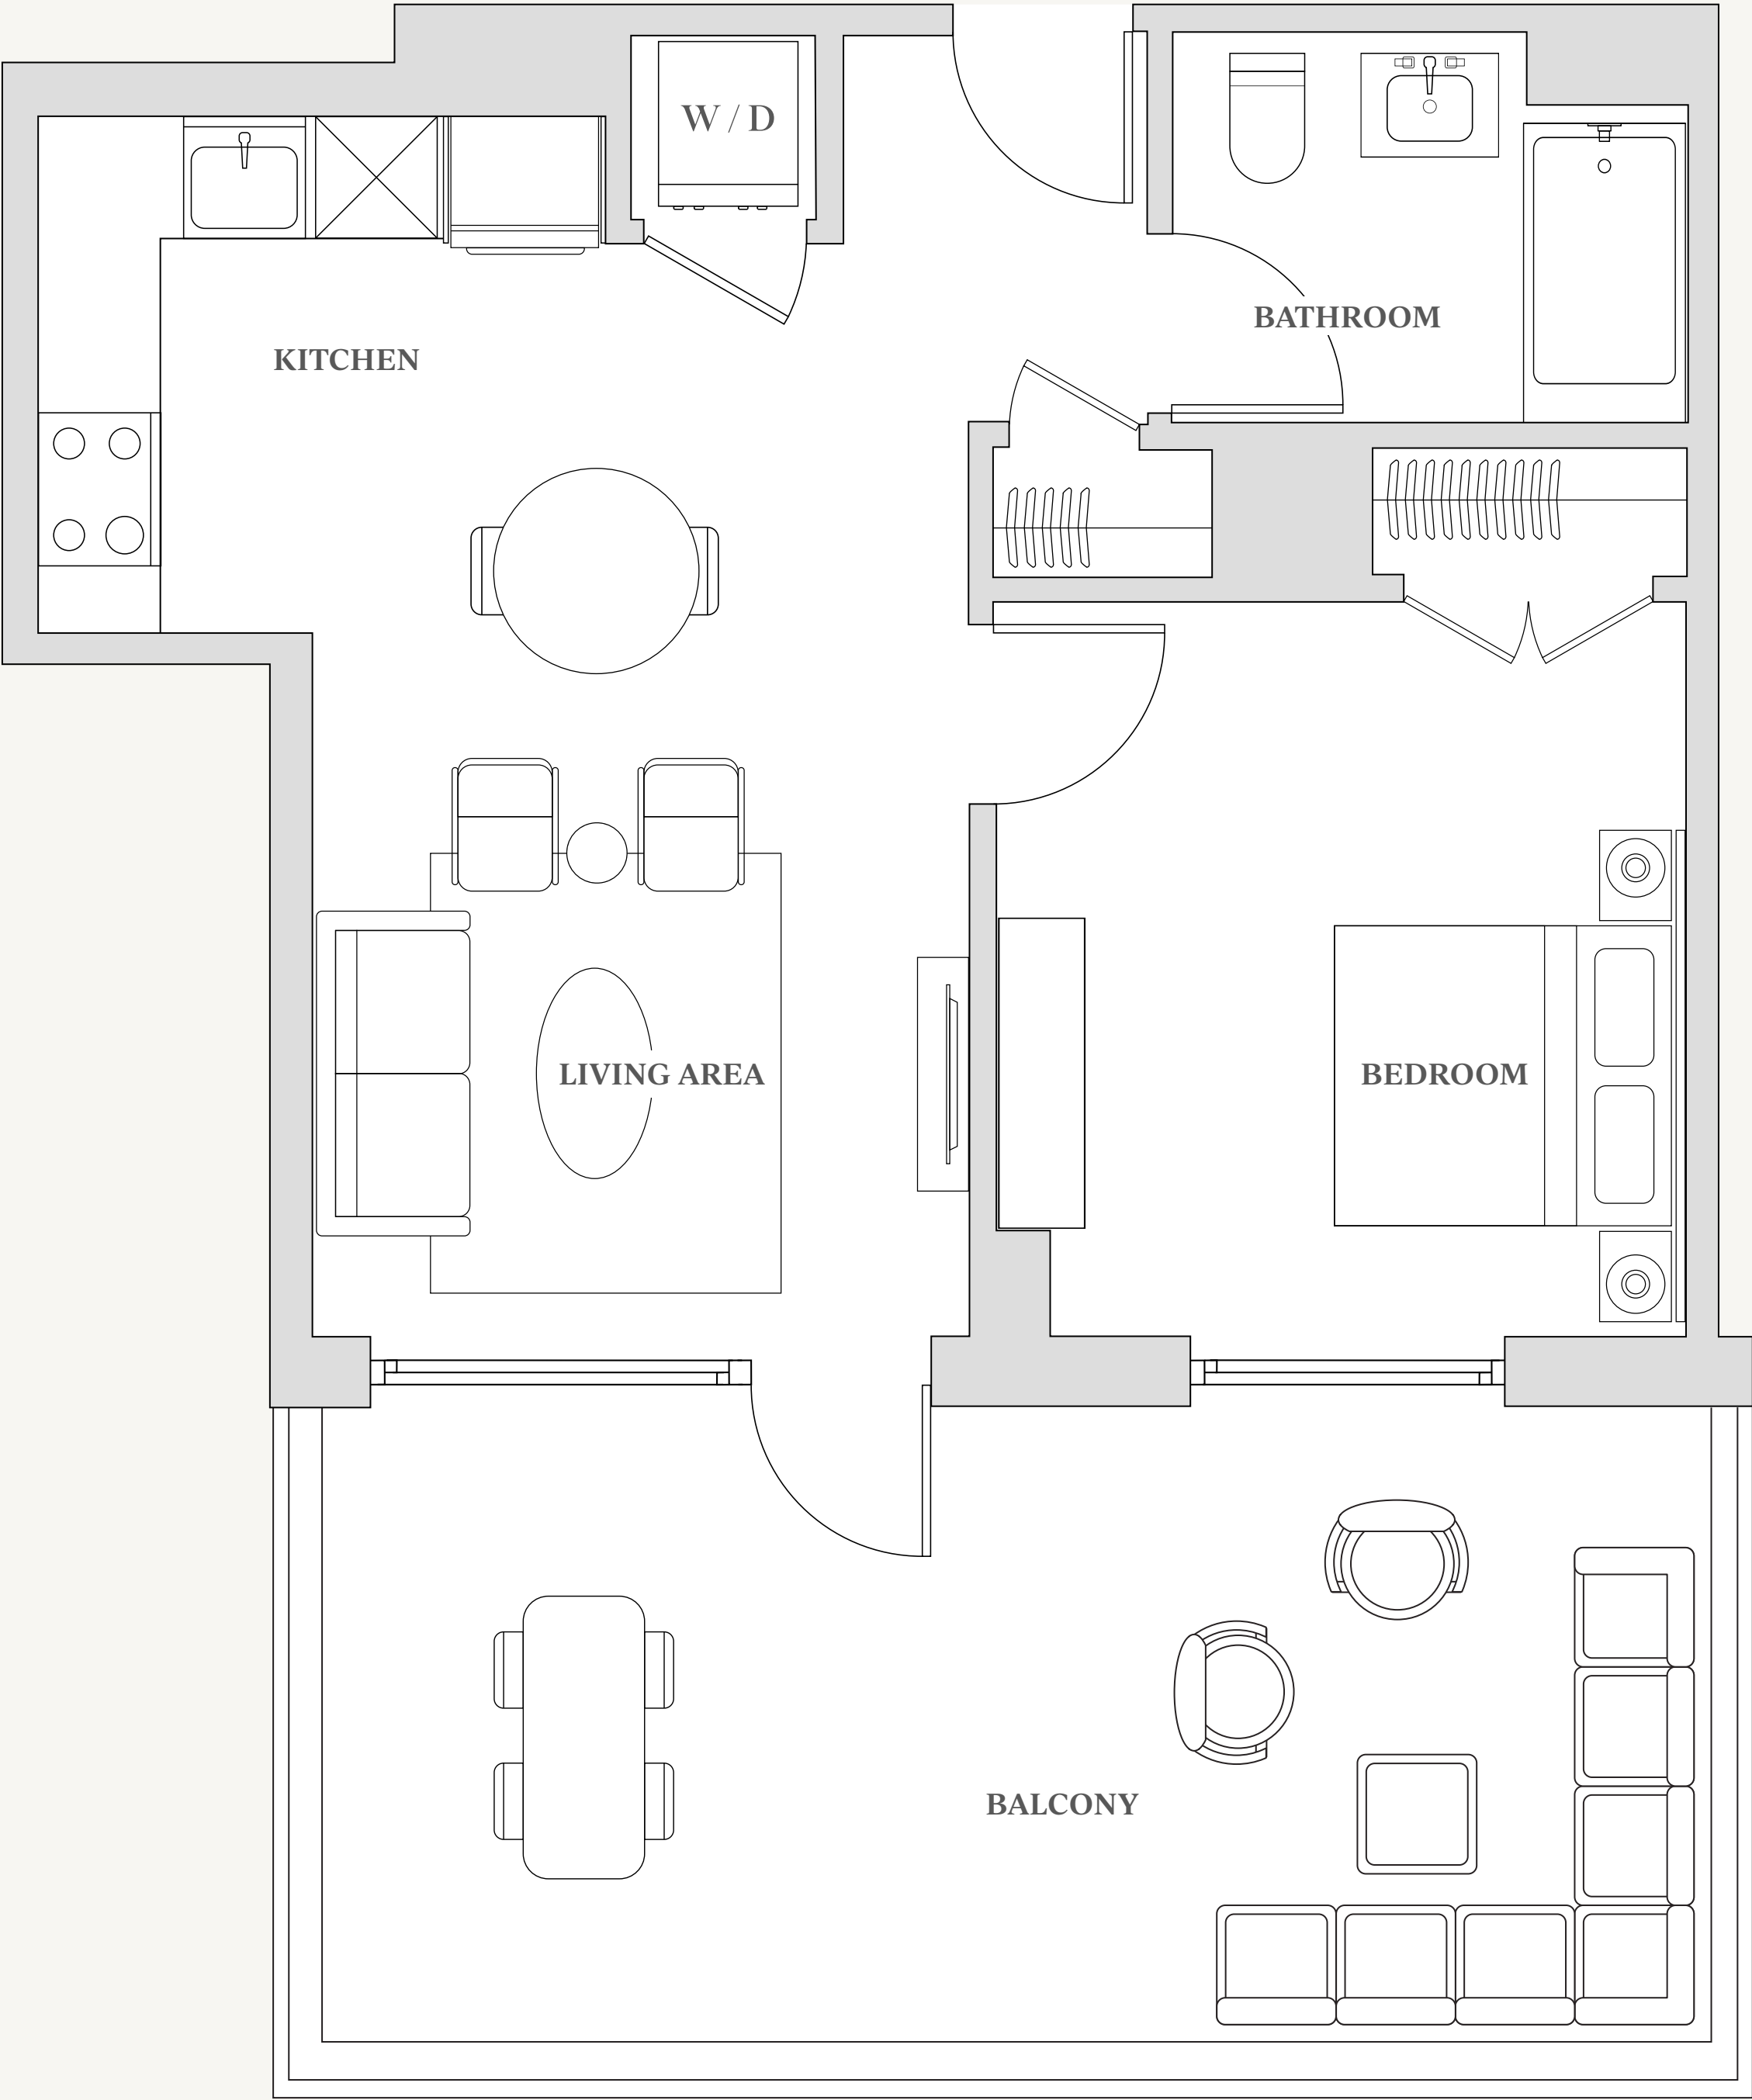 W / D
BATHROOM
KITCHEN
LIVING AREA
BEDROOM
BALCONY